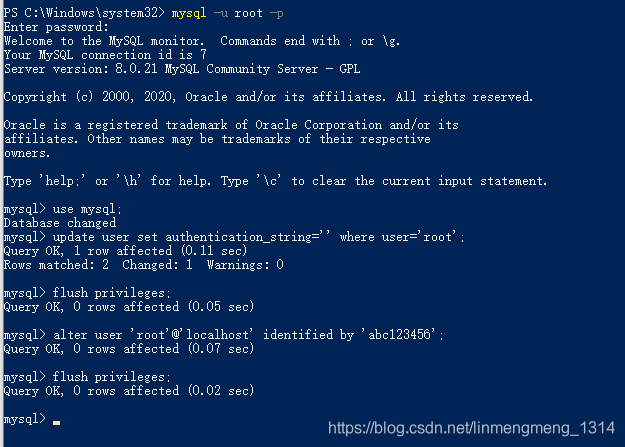 PS C:\Windows\system32> mysql -u root -p
Enter password:
Welcome to the MySQL monitor.  Commands end with ; or \g.
Your MySQL connection id is 7
Server version: 8.0.21 MySQL Community Server - GPL
Copyright (c) 2000, 2020, Oracle and/or its affiliates. All rights reserved.
Oracle is a registered trademark of Oracle Corporation and/or its
affiliates. Other names may be trademarks of their respective
owners.
Type 'help;' or '\h' for help. Type '\c' to clear the current input statement.
mysql> use mysql;
Database changed
mysql> update user set authentication_string='' where user='root';
Query OK, 1 row affected (0.11 sec)
Rows matched: 2  Changed: 1  Warnings: 0
mysql> flush privileges;
Query OK, 0 rows affected (0.05 sec)
mysql> alter user 'root'@'localhost' identified by 'abc123456';
Query OK, 0 rows affected (0.07 sec)
mysql> flush privileges;
Query OK, 0 rows affected (0.02 sec)
mysql>
https://blog.csdn.net/linmengmeng_1314